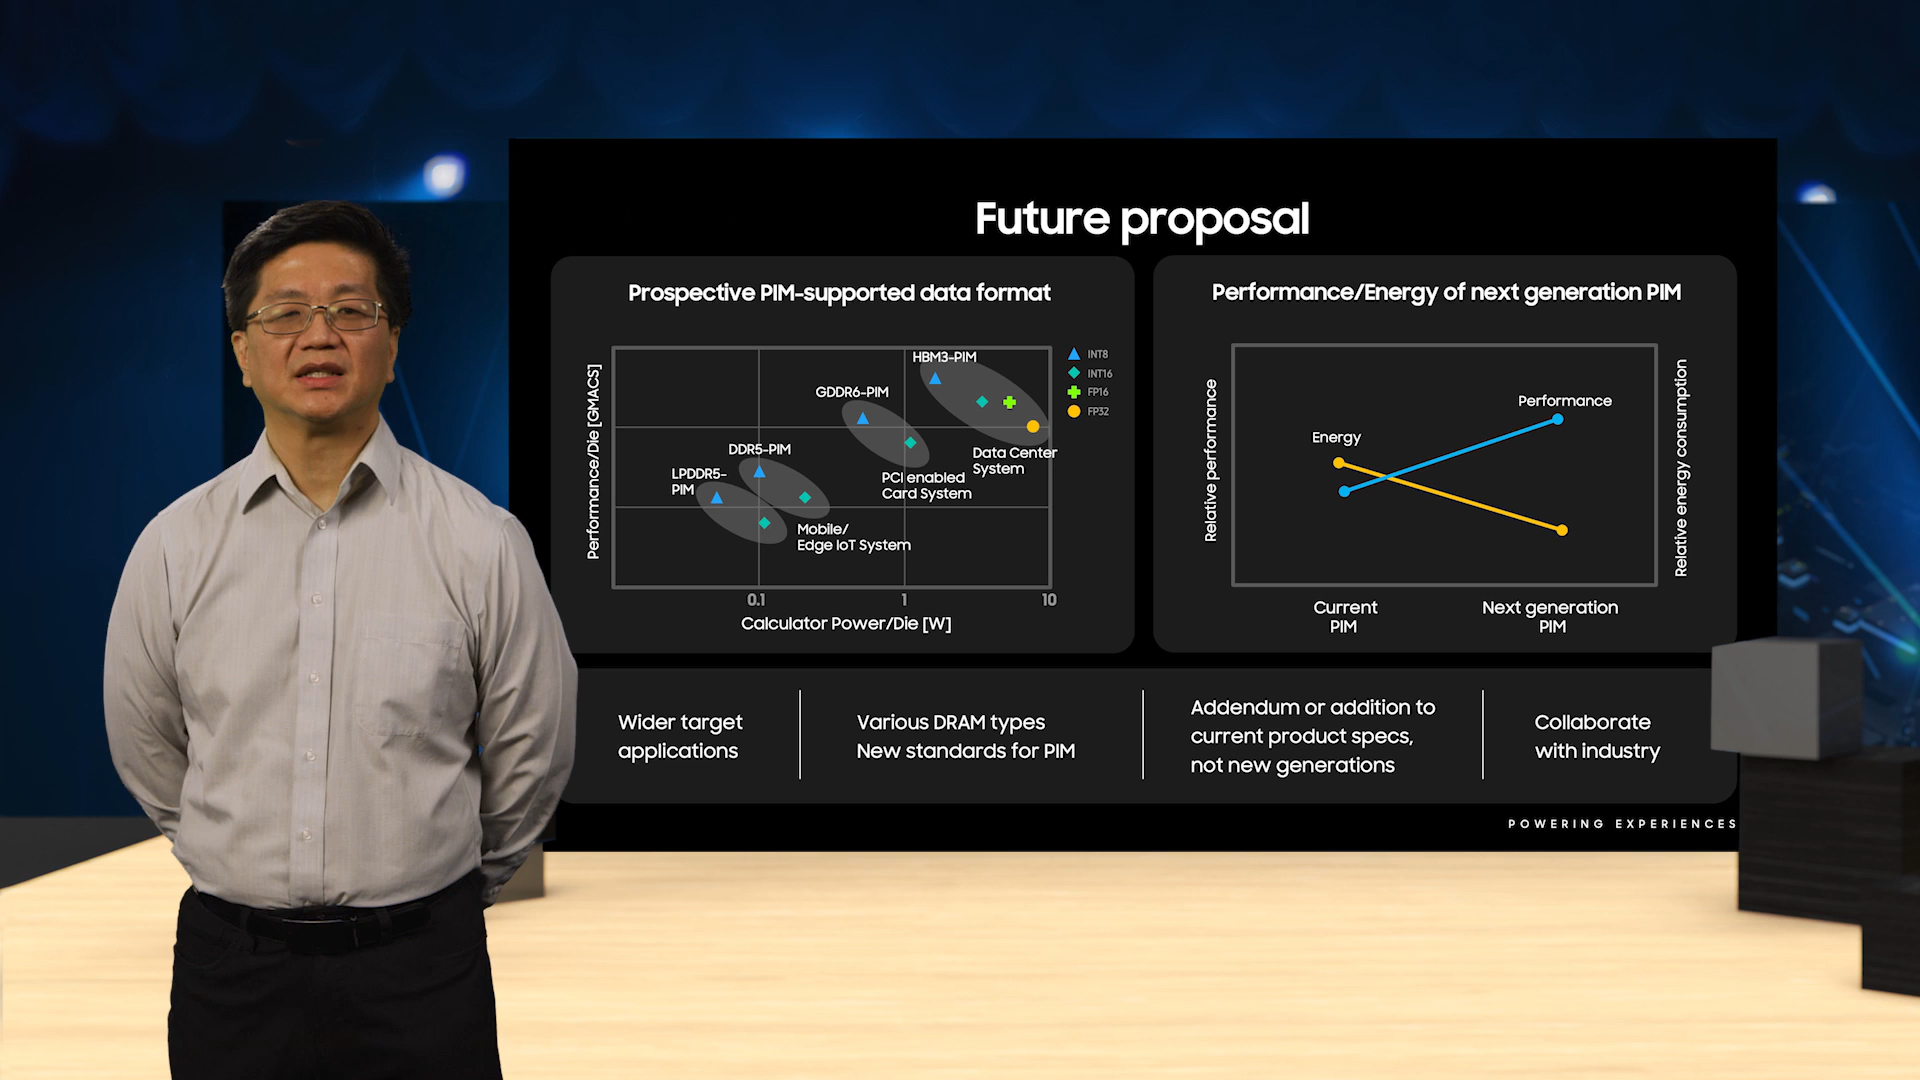 Future proposal
Prospective PIM-supported data format
Performance/Die [GMACS]
HBM3-PIM
GDDR6-PIM
DDR5-PIM
LPDDR5-
PIM
INT8
INT16
FP16
FP32
Data Center
System
PCI enabled
Card System
Mobile/
Edge IoT System
0.1
1
10
Calculator Power/Die [W]
Performance/Energy of next generation PIM
Relative performance
Energy
Performance
Relative energy consumption
Current
PIM
Next generation
PIM
Wider target
applications
Various DRAM types
New standards for PIM
Addendum or addition to
current product specs,
not new generations
Collaborate
with industry
POWERING EXPERIENCES